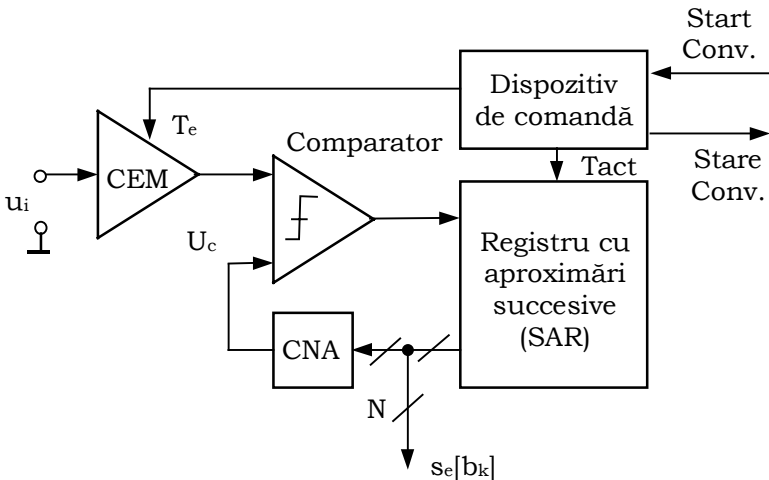 Start
Conv.
Dispozitiv
de comandă
Te
Comparator
Tact
Stare
Conv.
CEM
ui
Uc
Registru cu
aproximări
succesive
(SAR)
CNA
N
se[bk]